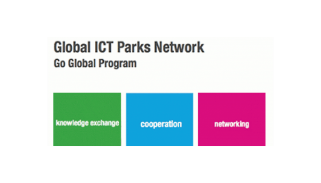 Global ICT Parks Network
Go Global Program
knowledge exchange
cooperation
networking